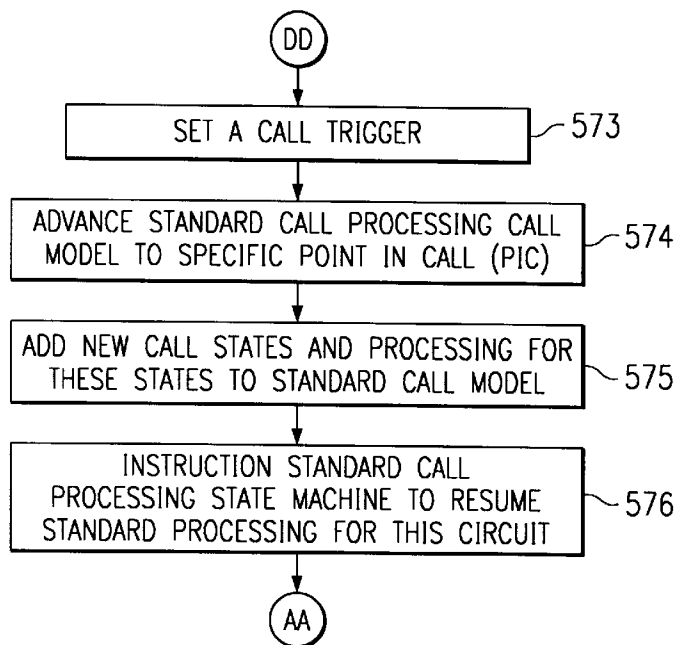 DD
SET A CALL TRIGGER
573
ADVANCE STANDARD CALL PROCESSING CALL
MODEL TO SPECIFIC POINT IN CALL (PIC)
574
ADD NEW CALL STATES AND PROCESSING FOR
THESE STATES TO STANDARD CALL MODEL
575
INSTRUCTION STANDARD CALL
PROCESSING STATE MACHINE TO RESUME
STANDARD PROCESSING FOR THIS CIRCUIT
576
AA